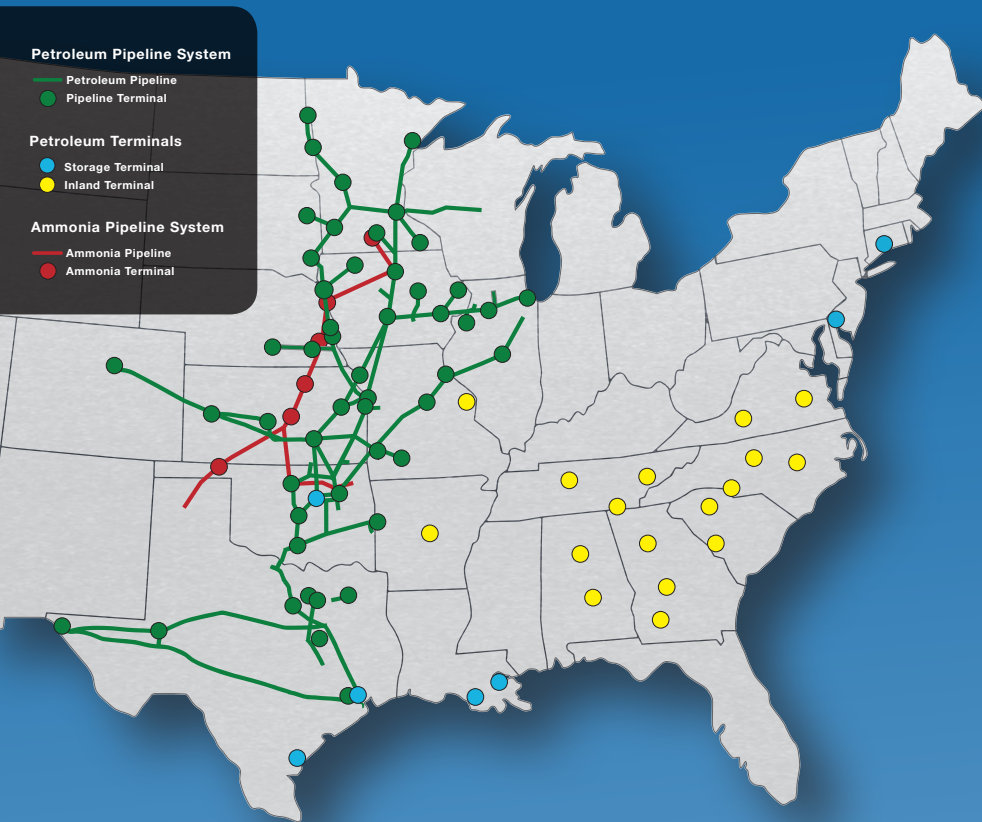 Petroleum Pipeline System
Petroleum Pipeline
Pipeline Terminal
Petroleum Terminals
Storage Terminal
Inland Terminal
Ammonia Pipeline System
Ammonia Pipeline
Ammonia Terminal